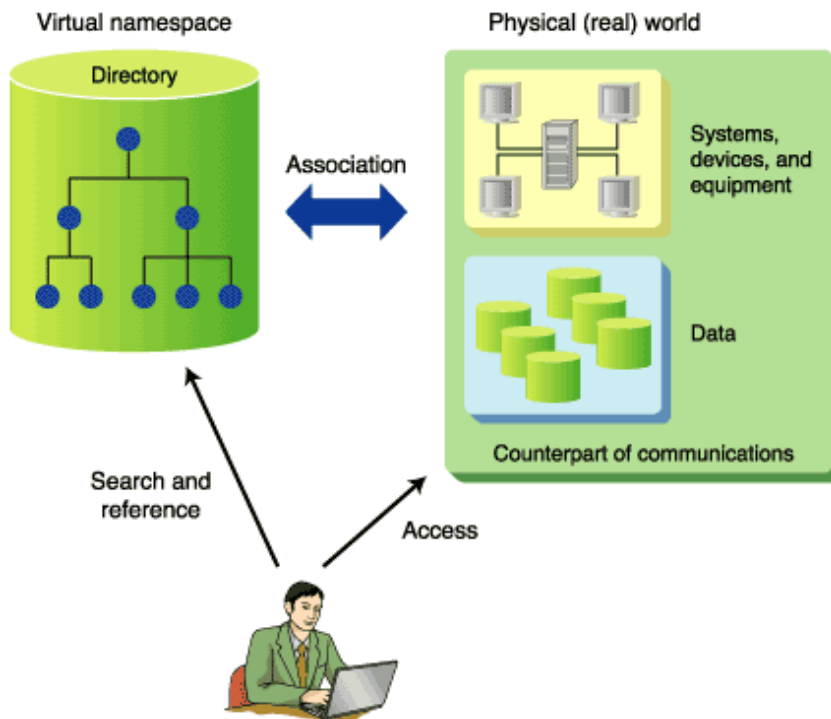 Virtual namespace
Physical (real) world
Directory
Association
Systems,
devices, and
equipment
Data
Counterpart of communications
Search and
reference
Access